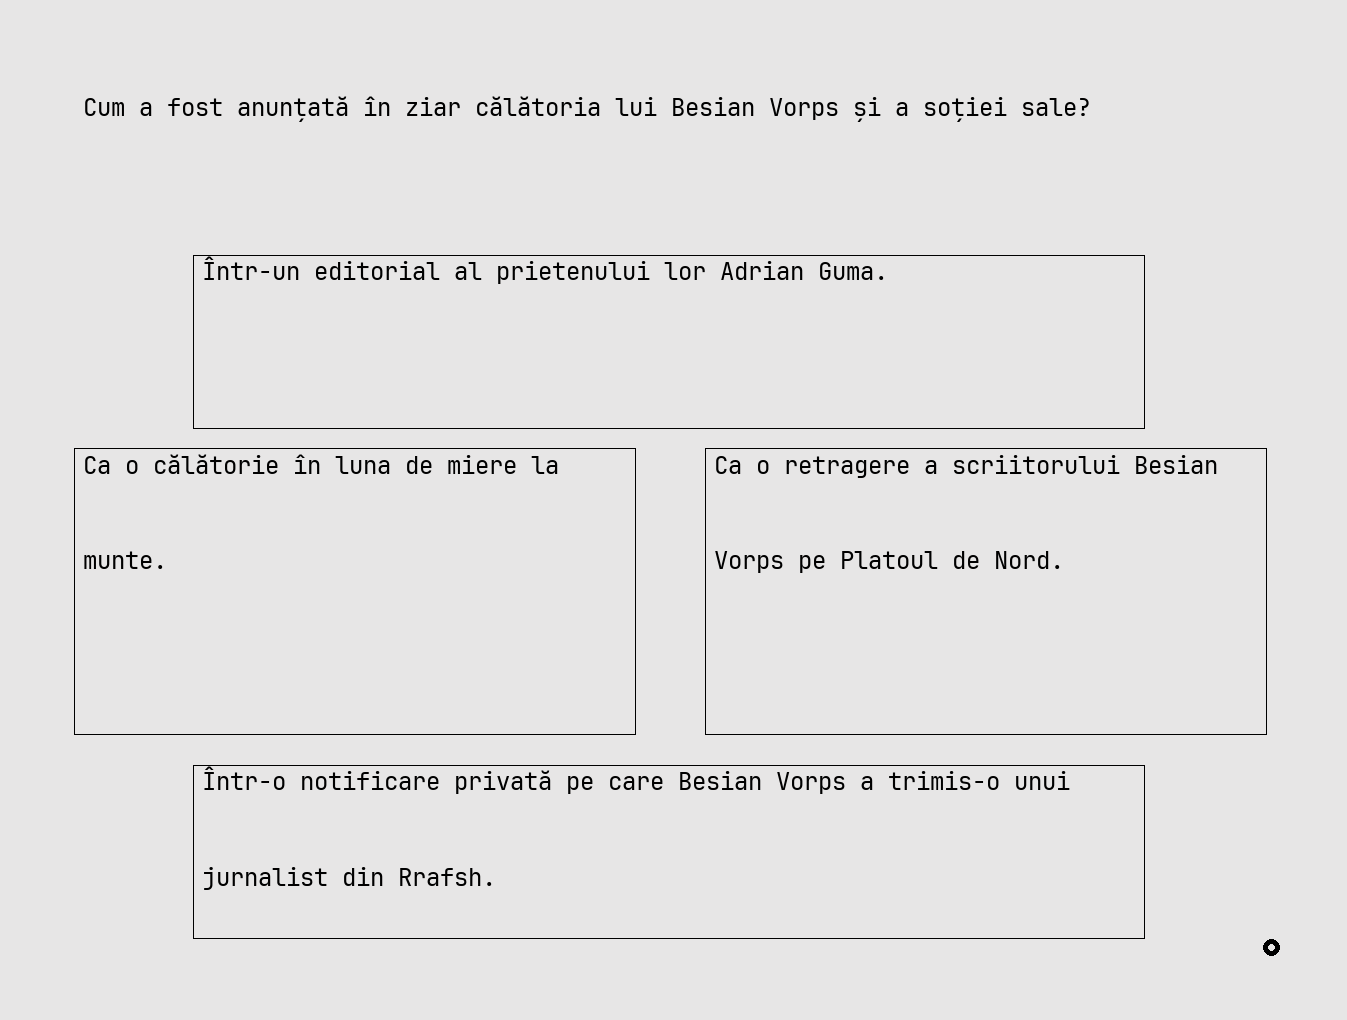 Cum a fost anunțată în ziar călătoria lui Besian Vorps și a soției sale?
Într-un editorial al prietenului lor Adrian Guma.
Ca o călătorie în luna de miere la
munte.
Ca o retragere a scriitorului Besian
Vorps pe Platoul de Nord.
Într-o notificare privată pe care Besian Vorps a trimis-o unui
jurnalist din Rrafsh.